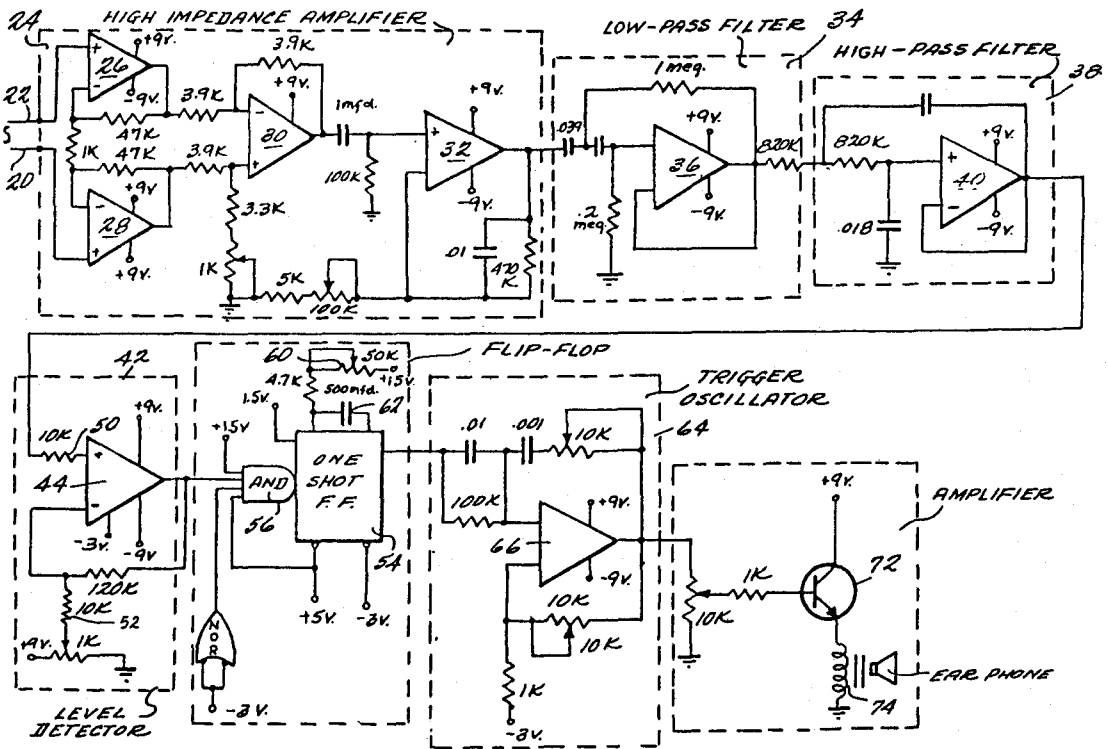 24
HIGH IMPEDANCE AMPLIFIER
LOW-PASS FILTER
34
HIGH-PASS FILTER
38
+9v.
26
-9v.
22
S
47K
1K
47K
20
28
+9v
+9v.
3.9K
3.9K
3.9K
+9v.
30
3.3K
1K
5K
100K
1mfd.
100K
+9v.
32
-9v.
.01
470
K.
1 meg.
.039
+9v.
36
-9v.
.2
meg.
820K
820K
+9v.
40
-9v.
.018
42
+9v.
10K
50
44
-3v.
-9v
120K
10K
52
+9v.
1K
LEVEL
DETECTOR
FLIP-FLOP
60
50K
+15v
4.7K
500mfd.
62
1.5v.
+1.5v
AND
56
ONE
SHOT
F.F.
54
+5v.
-3v.
NOR
-3v.
TRIGGER
OSCILLATOR
64
.01
.001
10K
100K
66
+9v.
-9v.
10K
10K
1K
-3v.
AMPLIFIER
+9v.
72
1K
10K
EAR PHONE
74